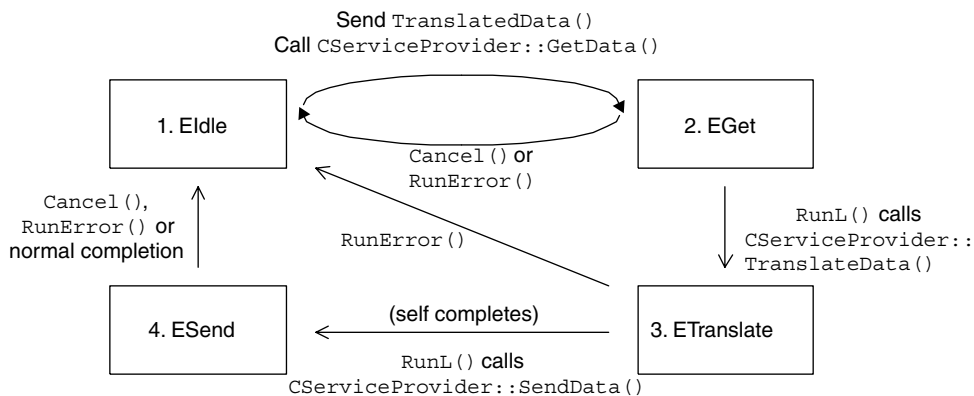 Send TranslatedData()
Call CServiceProvider::GetData()
1. EIdle
2. EGet
Cancel() or
RunError()
Cancel(),
RunError() or
normal completion
RunError()
RunL() calls
CServiceProvider::
TranslateData()
4. ESend
(self completes)
3. ETranslate
RunL() calls
CServiceProvider::SendData()